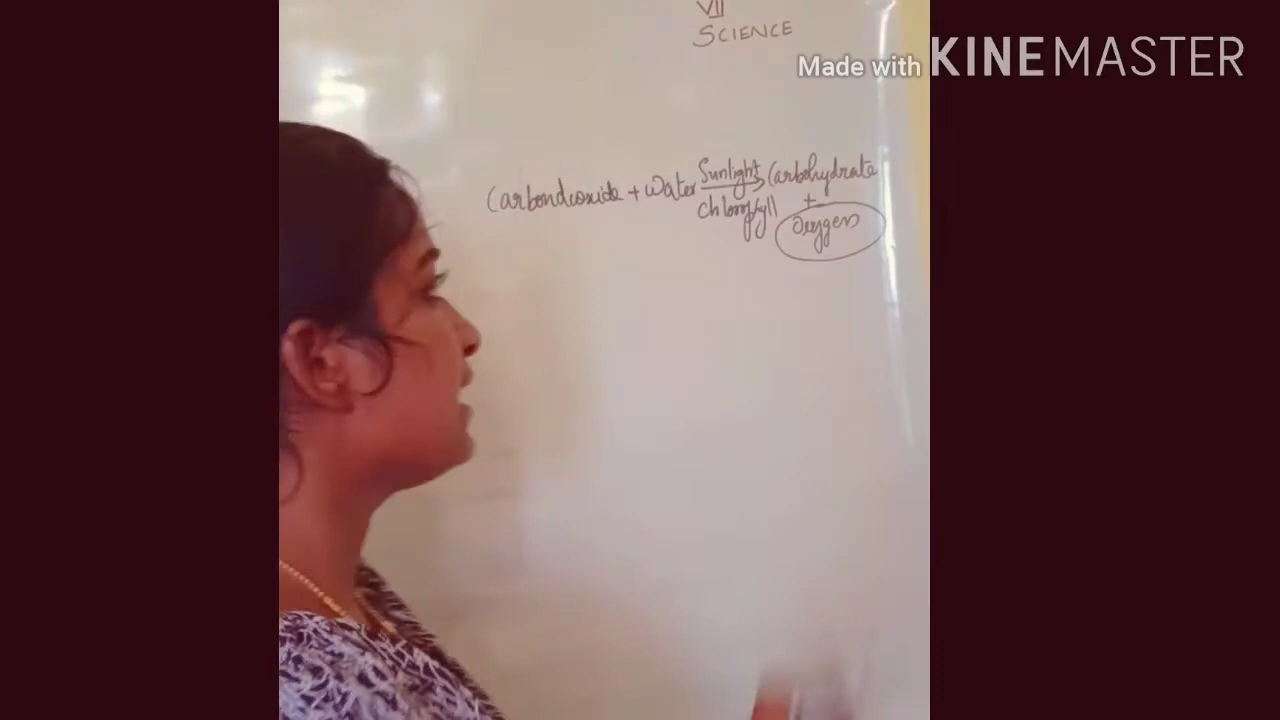 VII
SCIENCE
Made with KINEMASTER
Carbondioxide + Water Sunlight Carbohydrate
Chlorophyll +
Oxygen